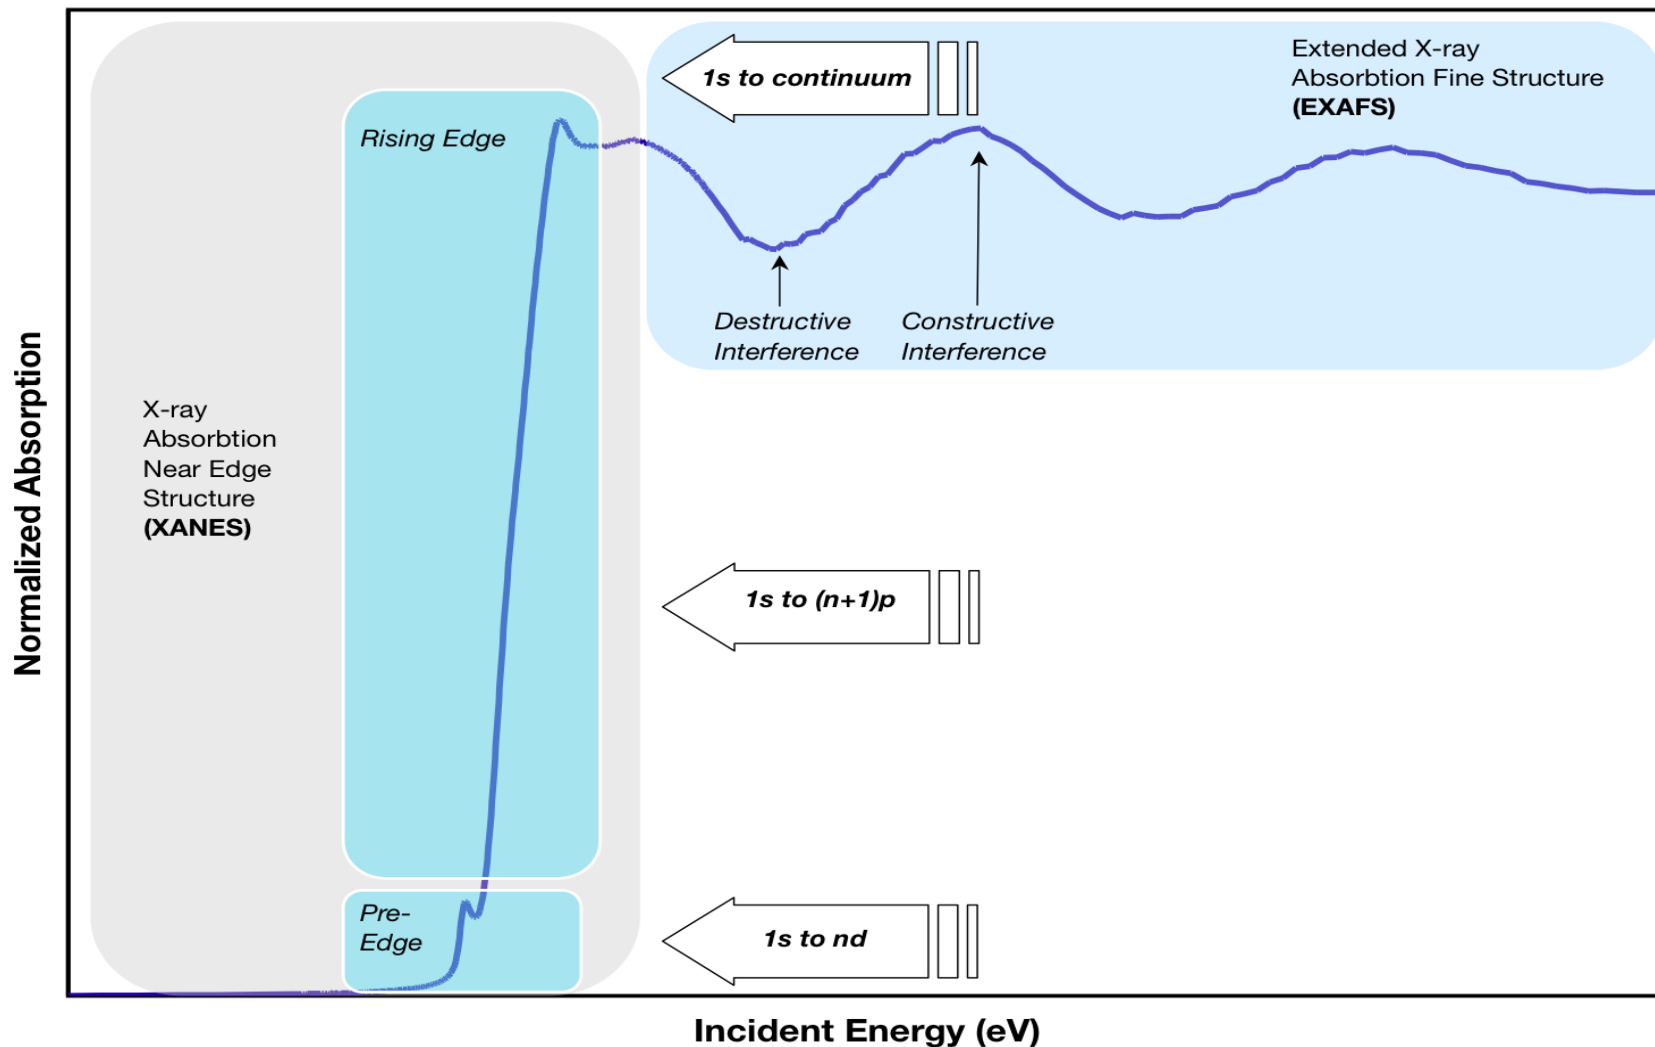 1s to continuum
Extended X-ray
Absorbtion Fine Structure
(EXAFS)
Rising Edge
Destructive
Interference
Constructive
Interference
X-ray
Absorbtion
Near Edge
Structure
(XANES)
Normalized Absorption
1s to (n+1)p
Pre-
Edge
1s to nd
Incident Energy (eV)